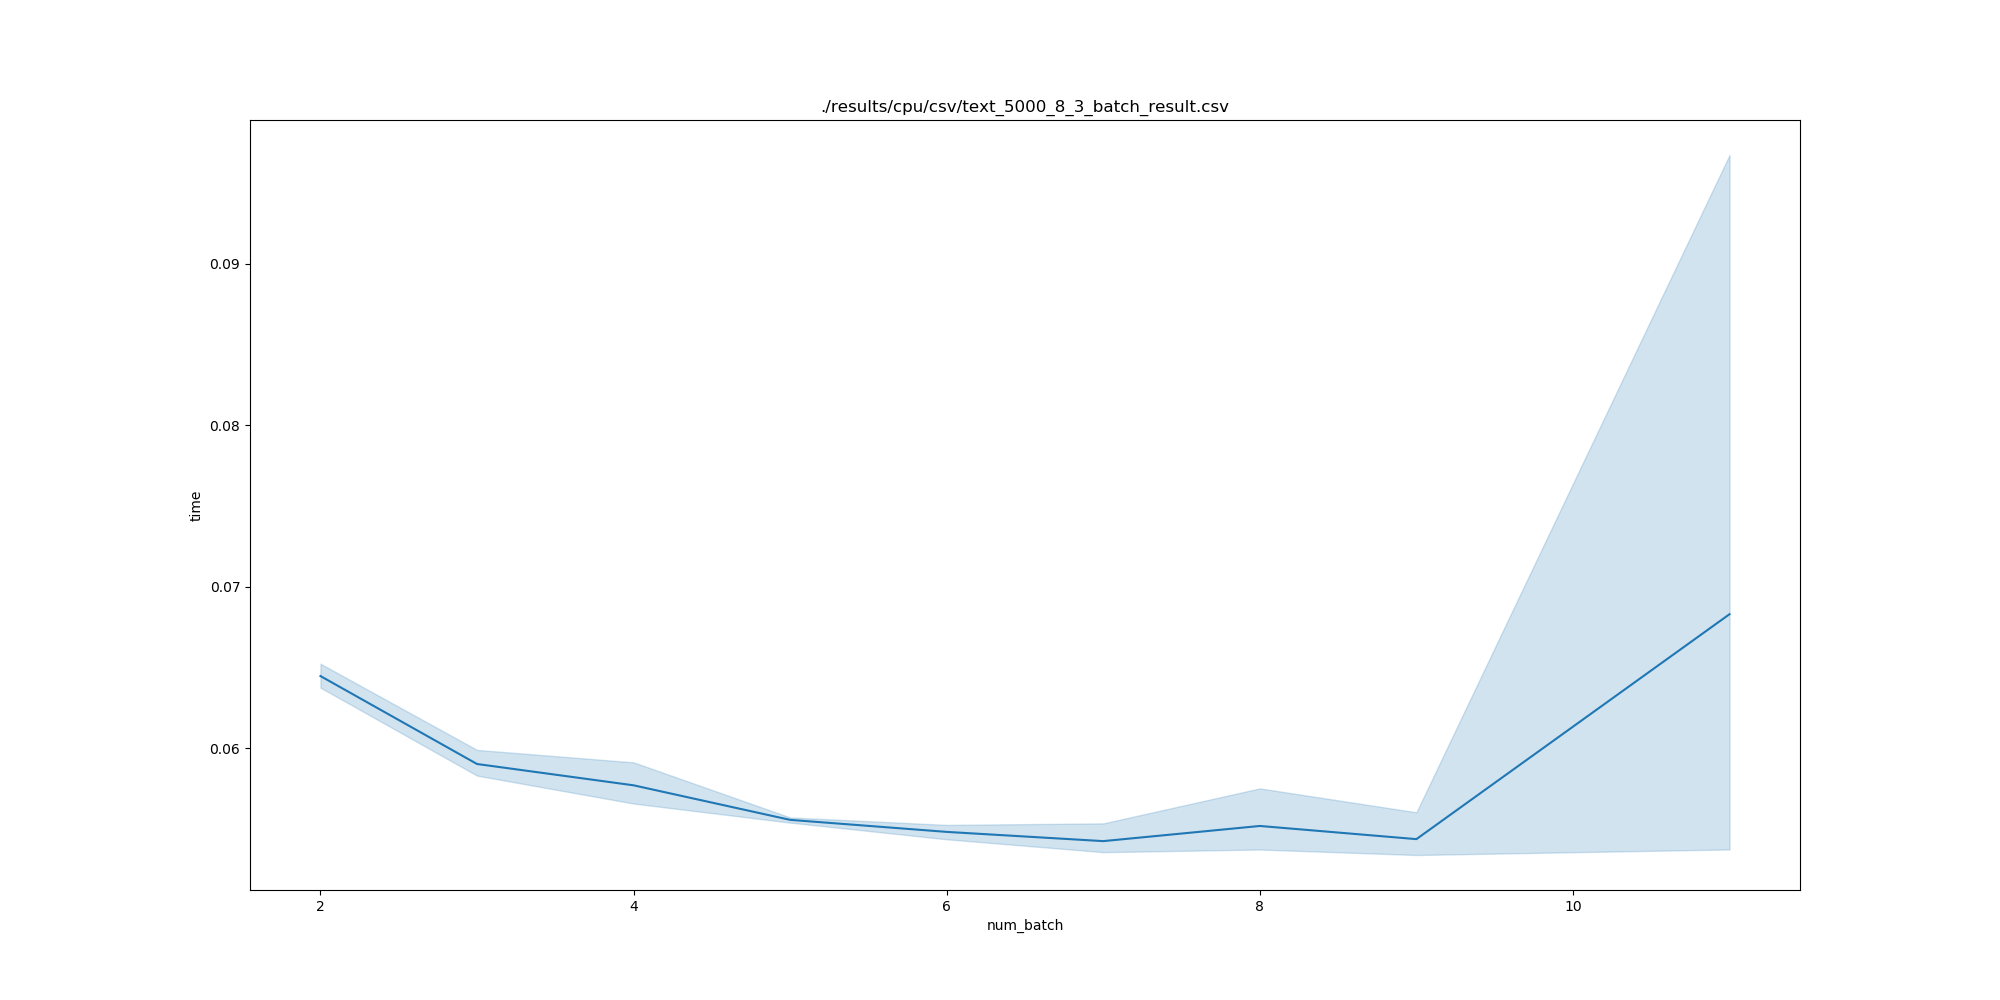 ./results/cpu/csv/text_5000_8_3_batch_result.csv
0.09
0.08
0.07
0.06
time
2 4 6 8 10
num_batch